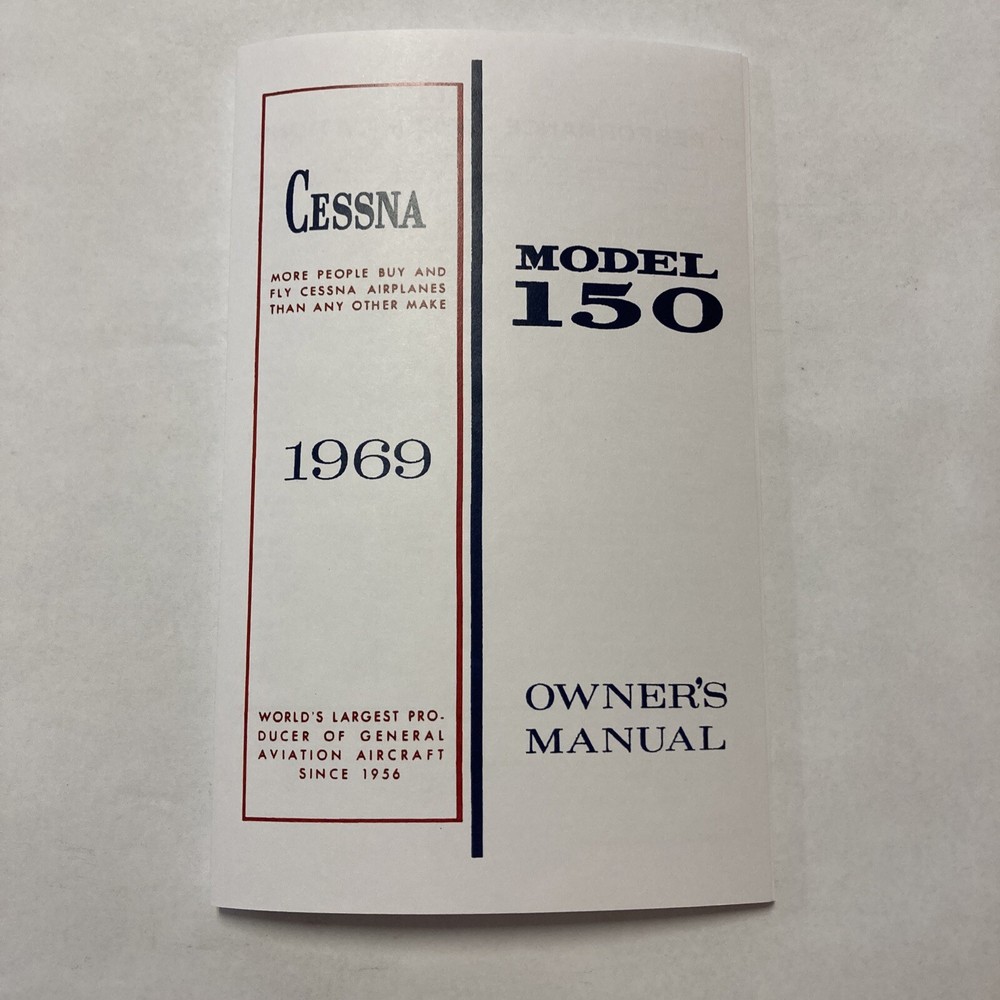 CESSNA
MORE PEOPLE BUY AND
FLY CESSNA AIRPLANES
THAN ANY OTHER MAKE
1969
WORLD'S LARGEST PRO-
DUCER OF GENERAL
AVIATION AIRCRAFT
SINCE 1956
MODEL
150
OWNER'S
MANUAL